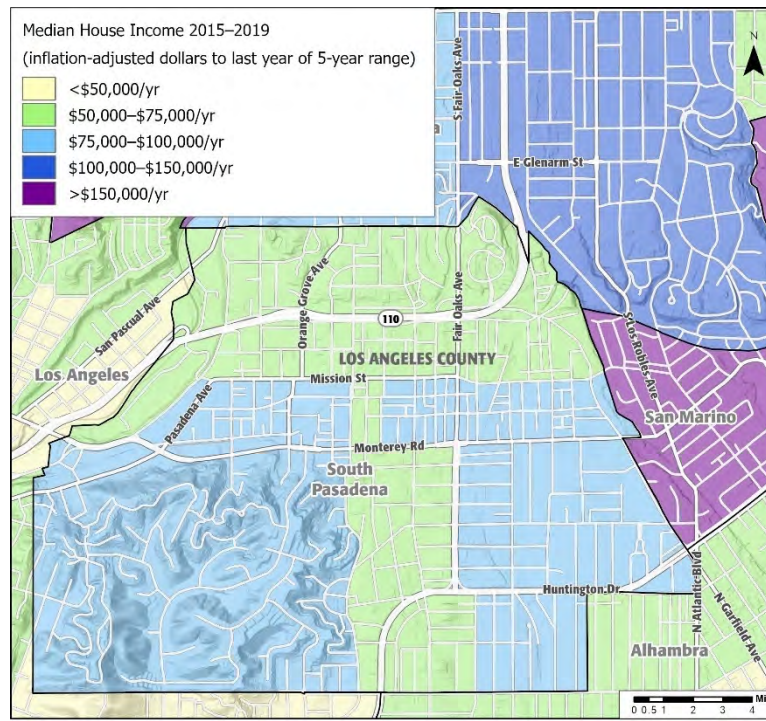 Median House Income 2015–2019
(inflation-adjusted dollars to last year of 5-year range)
<$50,000/yr
$50,000–$75,000/yr
$75,000–$100,000/yr
$100,000–$150,000/yr
>$150,000/yr
N
S Fair Oaks Ave
E Glenarm St
San Pascual Ave
Orange Grove Ave
110
Fair Oaks Ave
S Los Robles Ave
LOS ANGELES COUNTY
Los Angeles
Mission St
Pasadena Ave
San Marino
Monterey Rd
South
Pasadena
Huntington Dr
N Atlantic Blvd
N Garfield Ave
Alhambra
Mi
0 0.5 1 2 3 4